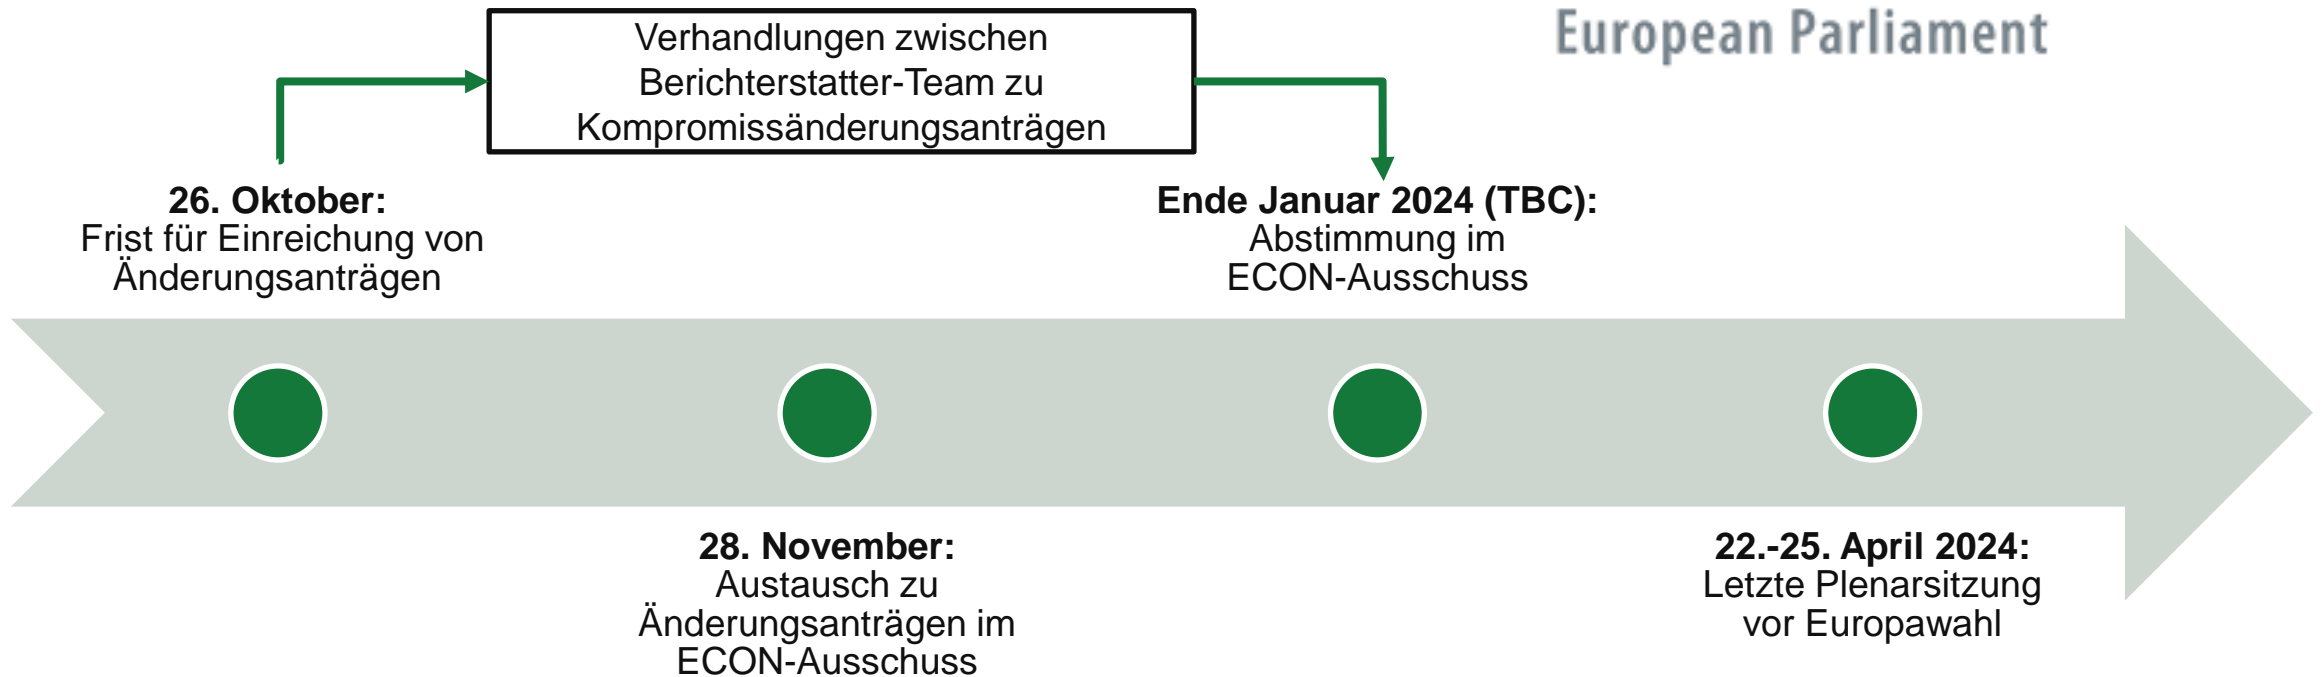 European Parliament
Verhandlungen zwischen
Berichterstatter-Team zu
Kompromissänderungsanträgen
26. Oktober:
Frist für Einreichung von
Änderungsanträgen
Ende Januar 2024 (TBC):
Abstimmung im
ECON-Ausschuss
28. November:
Austausch zu
Änderungsanträgen im
ECON-Ausschuss
22.-25. April 2024:
Letzte Plenarsitzung
vor Europawahl